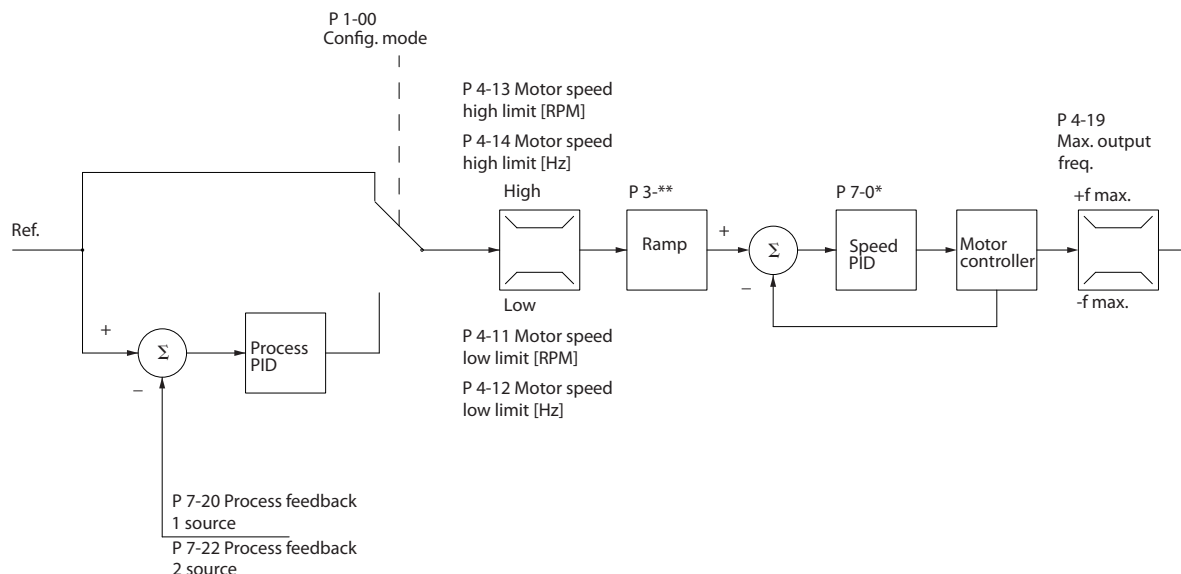 P 1-00
Config. mode
P 4-13 Motor speed
high limit [RPM]
P 4-14 Motor speed
high limit [Hz]
P 4-19
Max. output
freq.
High
P 3-**
P 7-0*
+f max.
Ref.
Ramp
+
Σ
_
Speed
PID
Motor
controller
Low
-f max.
+
Σ
_
Process
PID
P 4-11 Motor speed
low limit [RPM]
P 4-12 Motor speed
low limit [Hz]
P 7-20 Process feedback
1 source
P 7-22 Process feedback
2 source